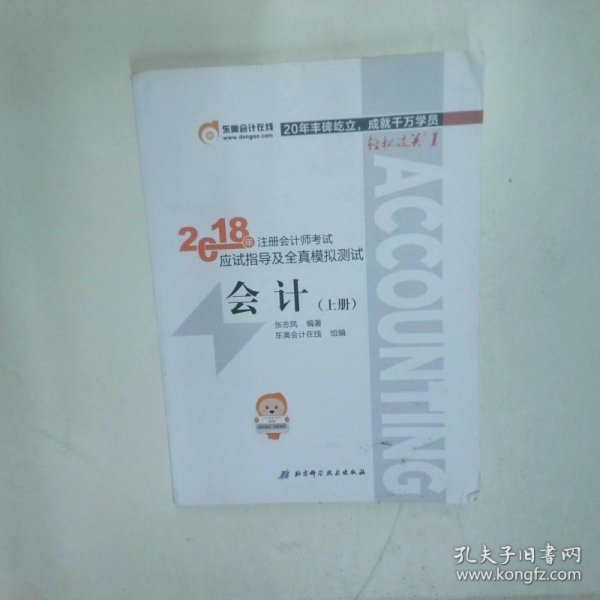 东奥会计在线
www.dongao.com
20年丰碑屹立，成就千万学员
轻松过关1
ACCOUNTING
2018年注册会计师考试
应试指导及全真模拟测试
会计（上册）
张志凤 编著
东奥会计在线 组编
北京科学技术出版社
孔夫子旧书网
www.kongfz.com